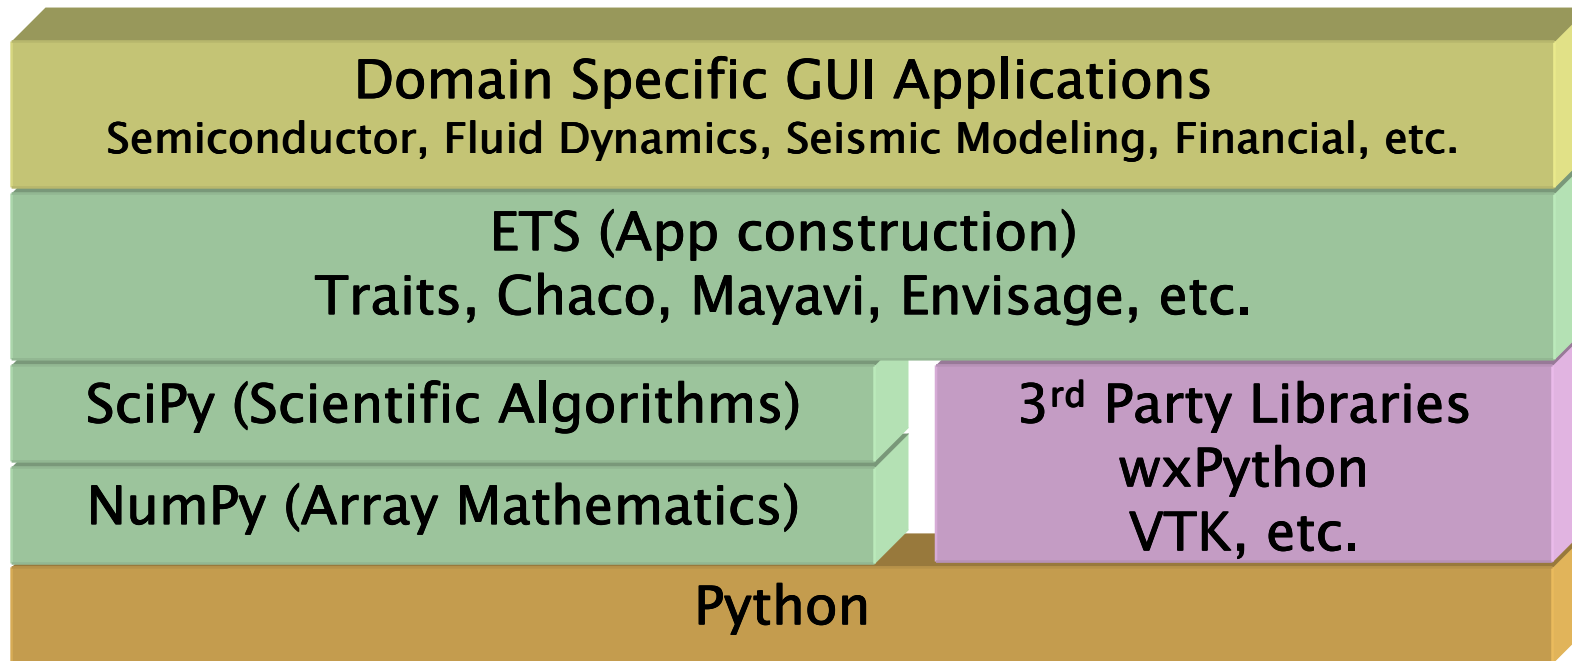 Domain Specific GUI Applications
Semiconductor, Fluid Dynamics, Seismic Modeling, Financial, etc.
ETS (App construction)
Traits, Chaco, Mayavi, Envisage, etc.
SciPy (Scientific Algorithms)
NumPy (Array Mathematics)
3rd Party Libraries
wxPython
VTK, etc.
Python